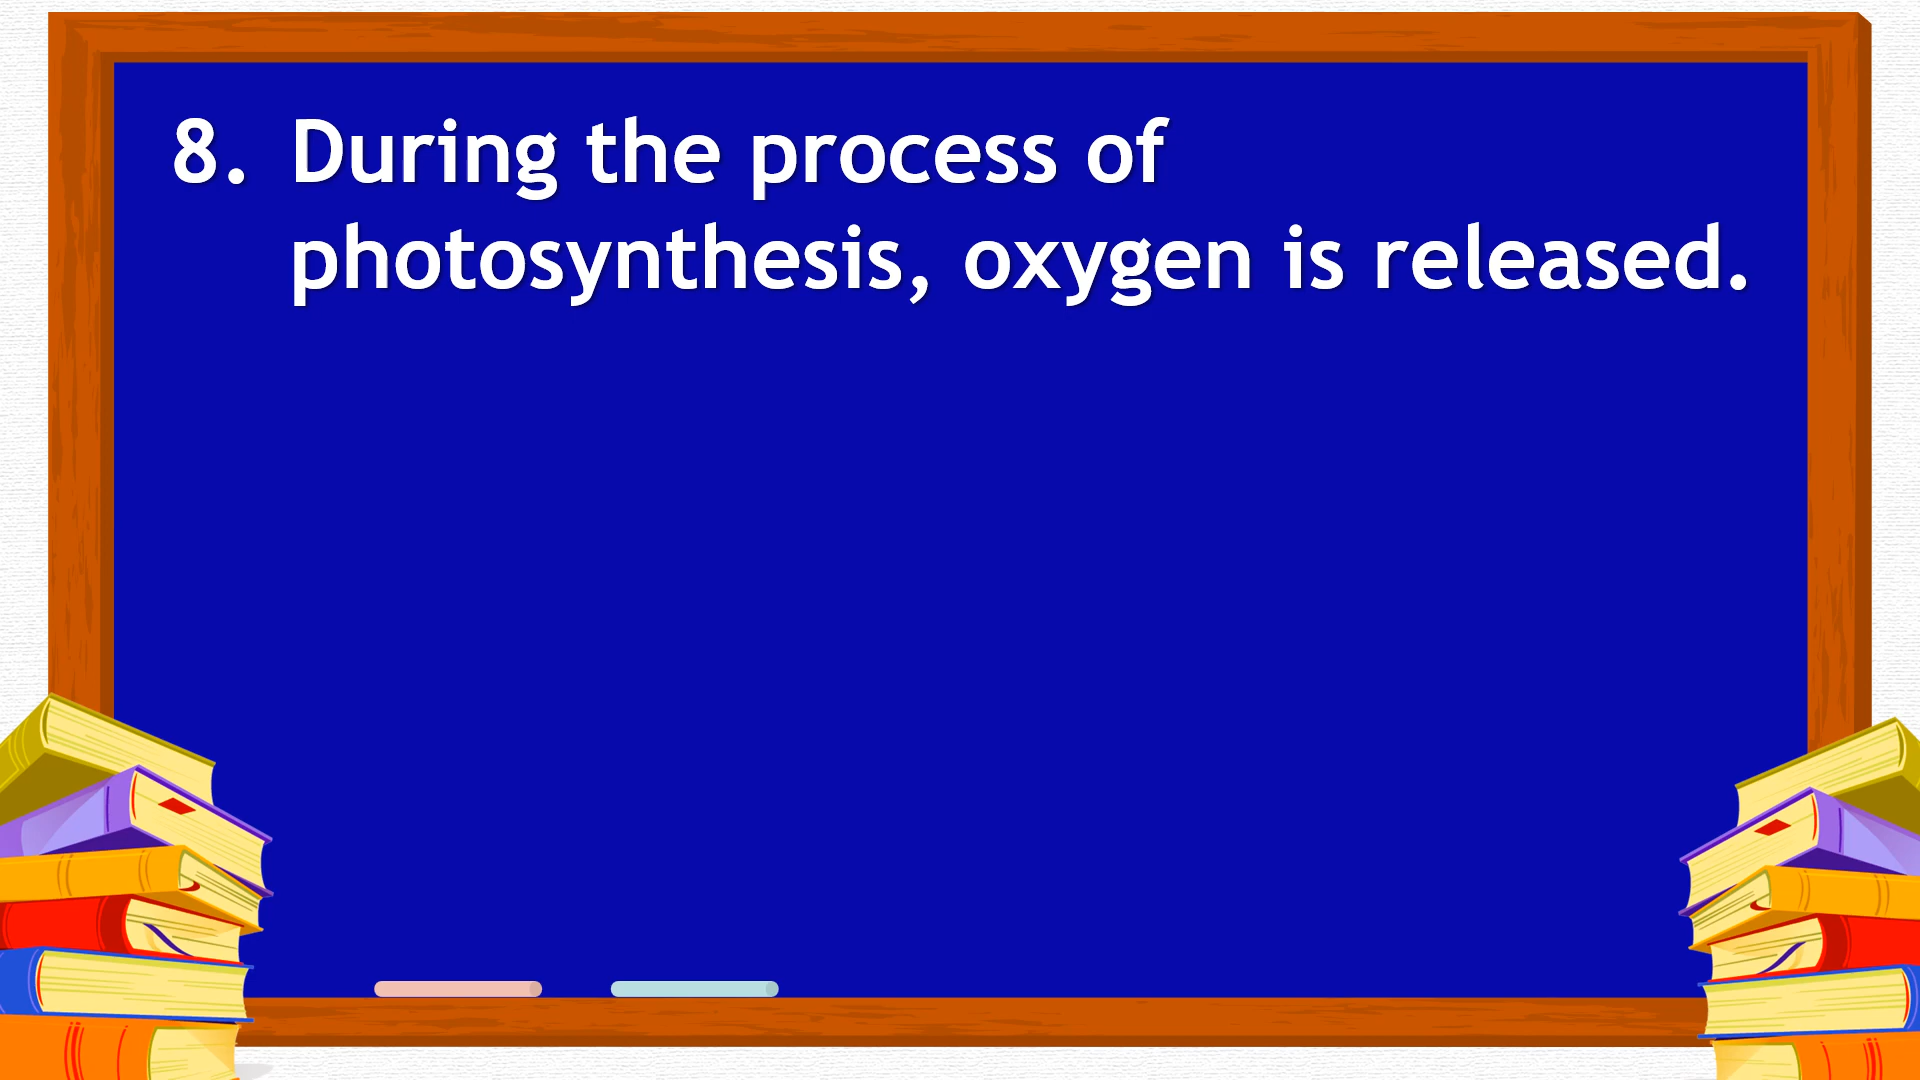 8. During the process of
photosynthesis, oxygen is released.